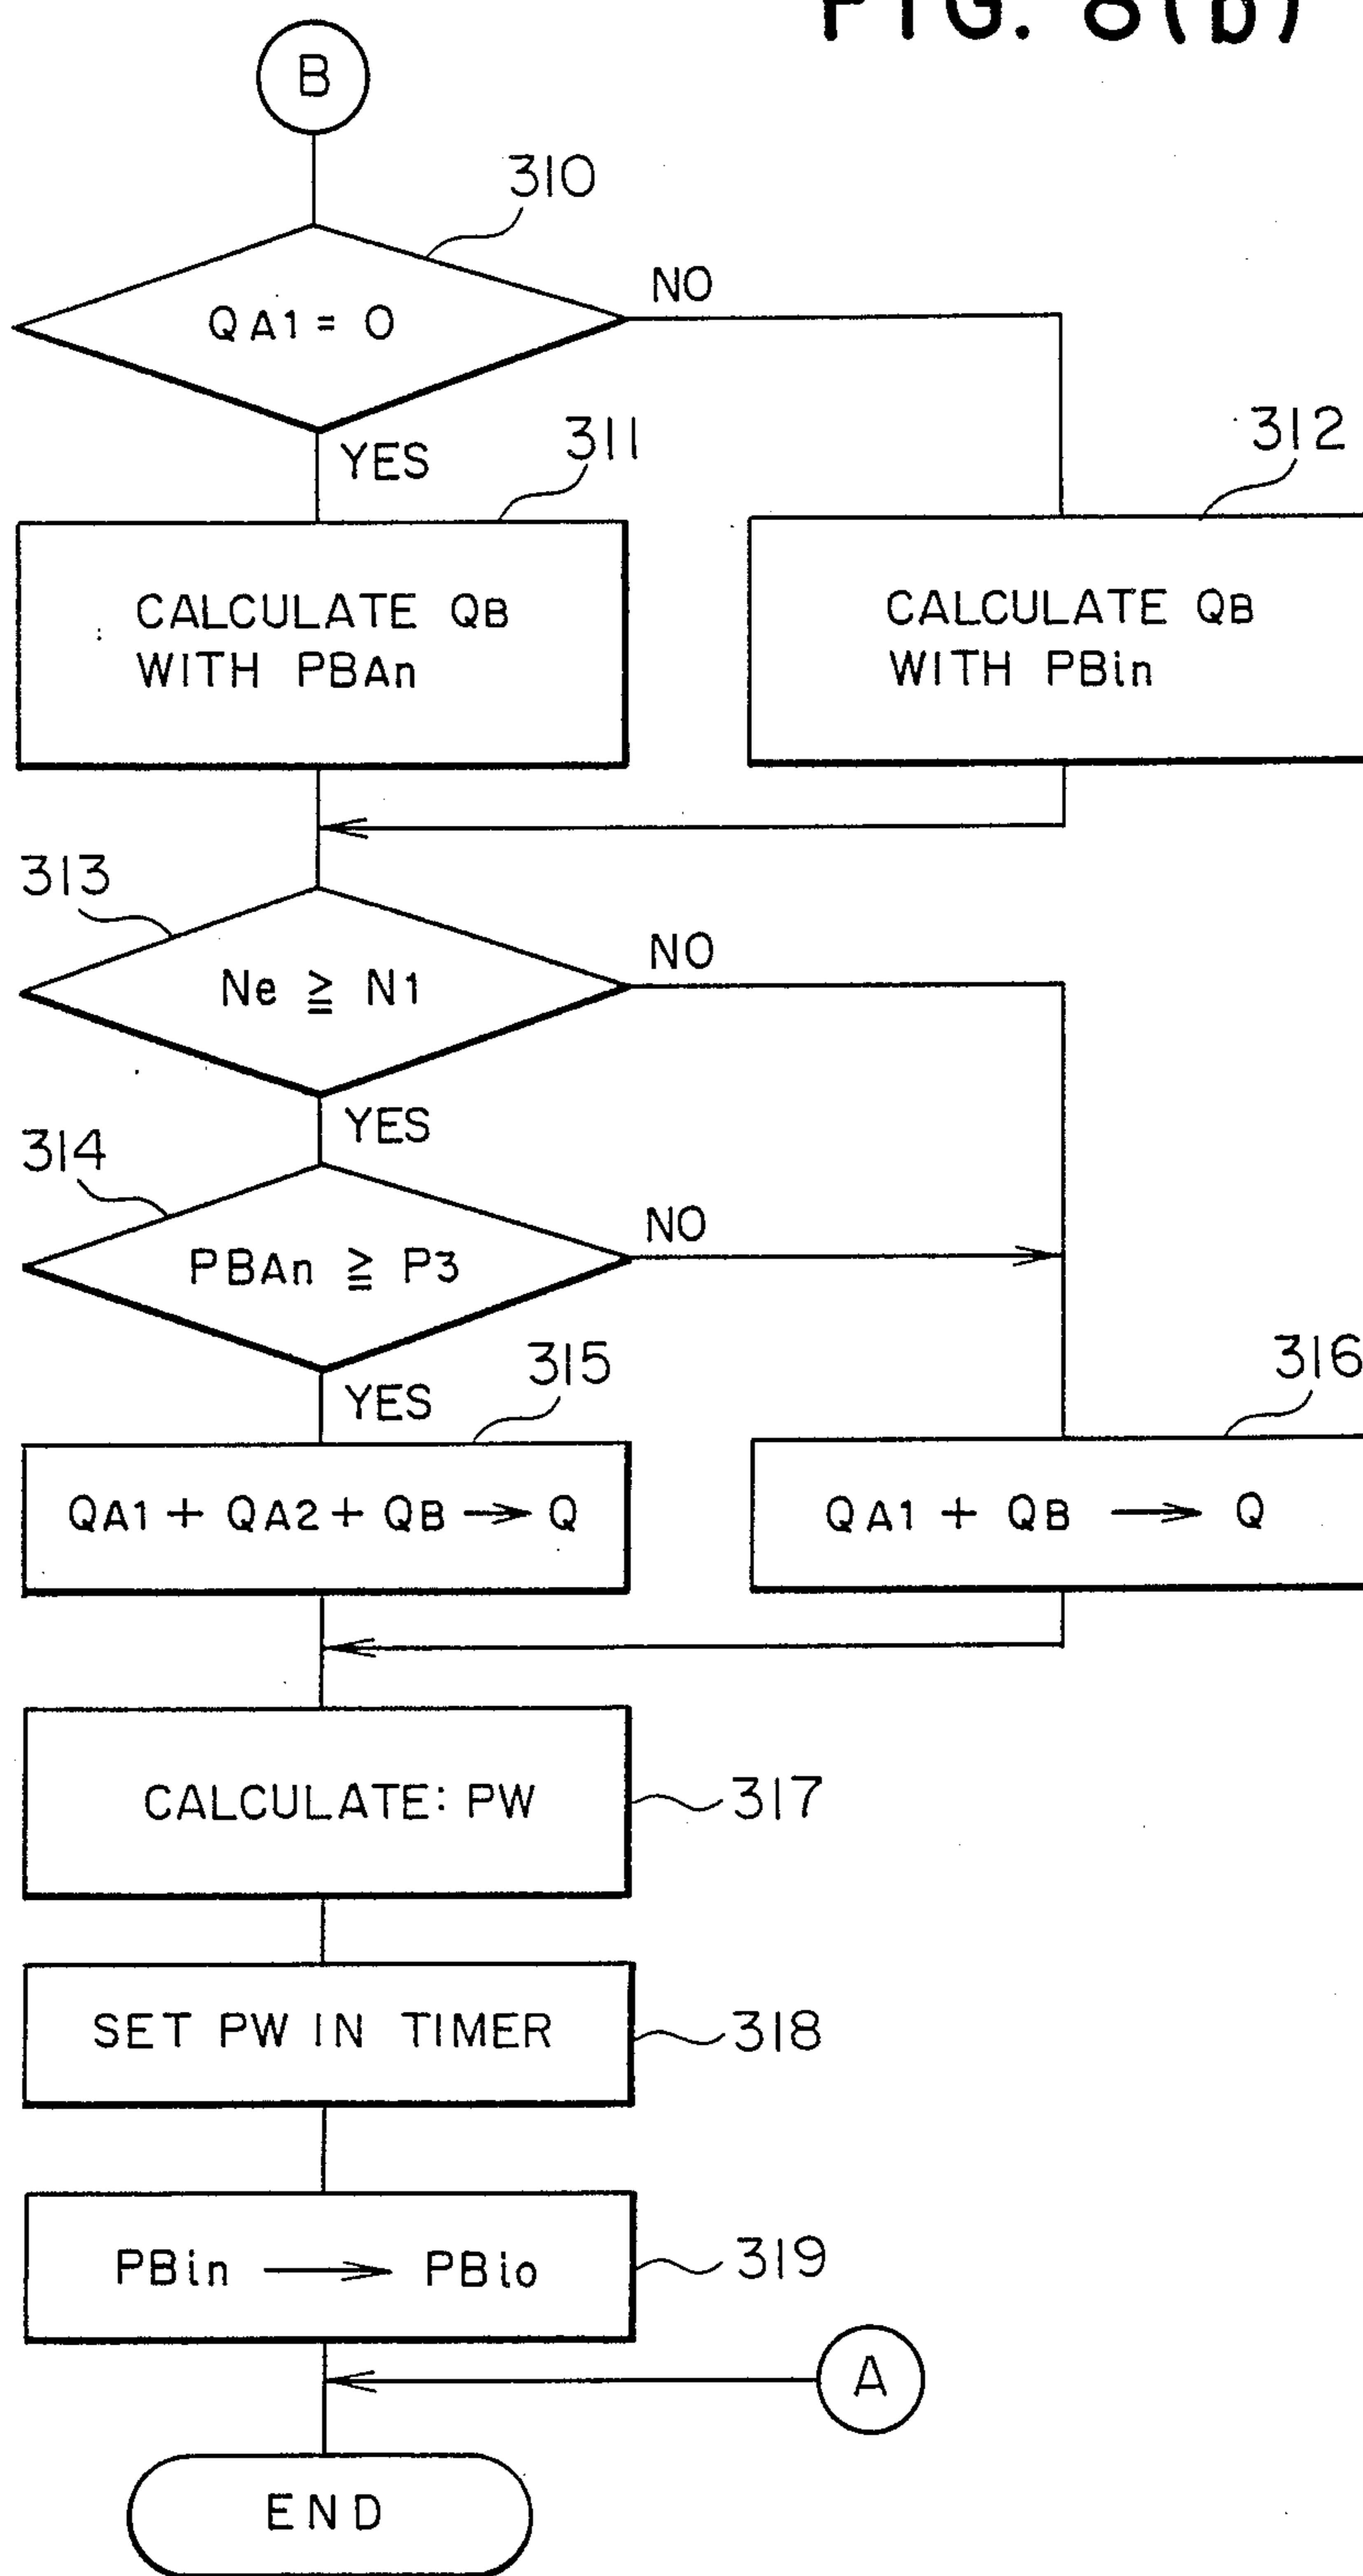 FIG. 8(b)
B
310
QA1 = 0
NO
YES
311
312
CALCULATE QB
WITH PBAn
CALCULATE QB
WITH PBin
313
Ne ≧ N1
NO
YES
314
PBAn ≧ P3
NO
YES
315
316
QA1 + QA2 + QB → Q
QA1 + QB → Q
CALCULATE: PW
317
SET PW IN TIMER
318
PBin → PBio
319
A
END